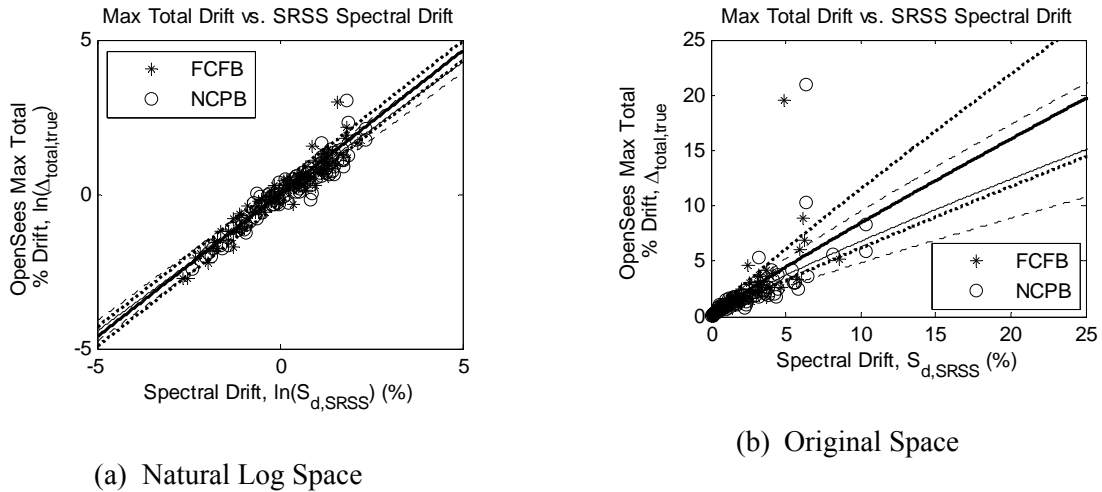 Max Total Drift vs. SRSS Spectral Drift
5
0
-5
OpenSees Max Total
% Drift, ln(Δtotal,true)
FCFB
NCPB
-5
0
5
Spectral Drift, ln(Sd,SRSS) (%)
(a) Natural Log Space
Max Total Drift vs. SRSS Spectral Drift
25
20
15
10
5
0
OpenSees Max Total
% Drift, Δtotal,true
FCFB
NCPB
0
5
10
15
20
25
Spectral Drift, Sd,SRSS (%)
(b) Original Space